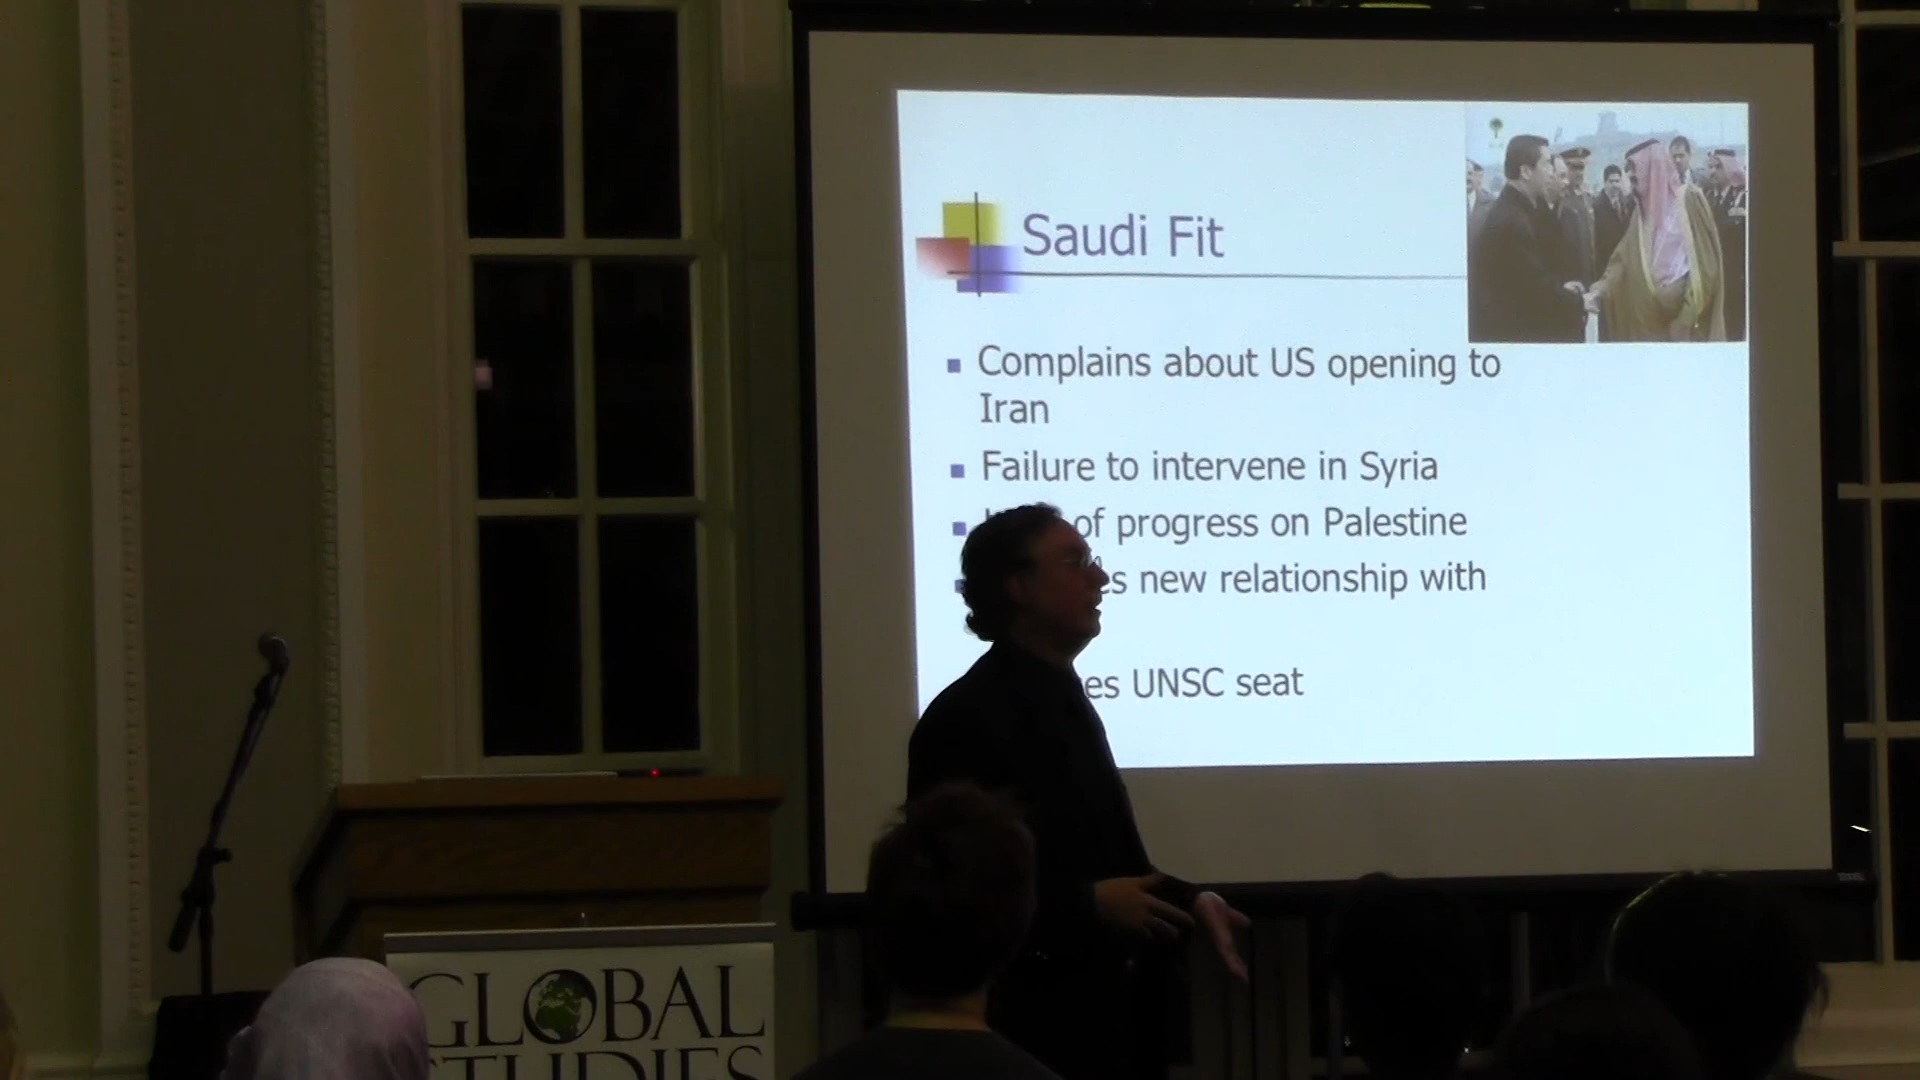 Saudi Fit
Complains about US opening to
Iran
Failure to intervene in Syria
of progress on Palestine
new relationship with
UNSC seat
GLOBAL
STUDIES